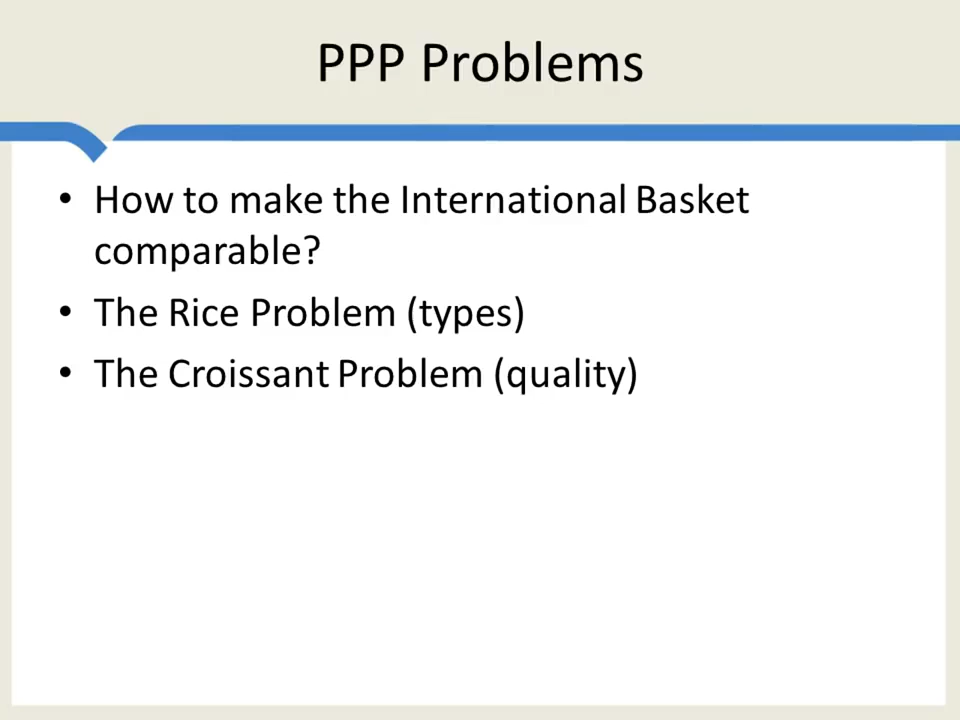 PPP Problems
• How to make the International Basket
comparable?
• The Rice Problem (types)
• The Croissant Problem (quality)